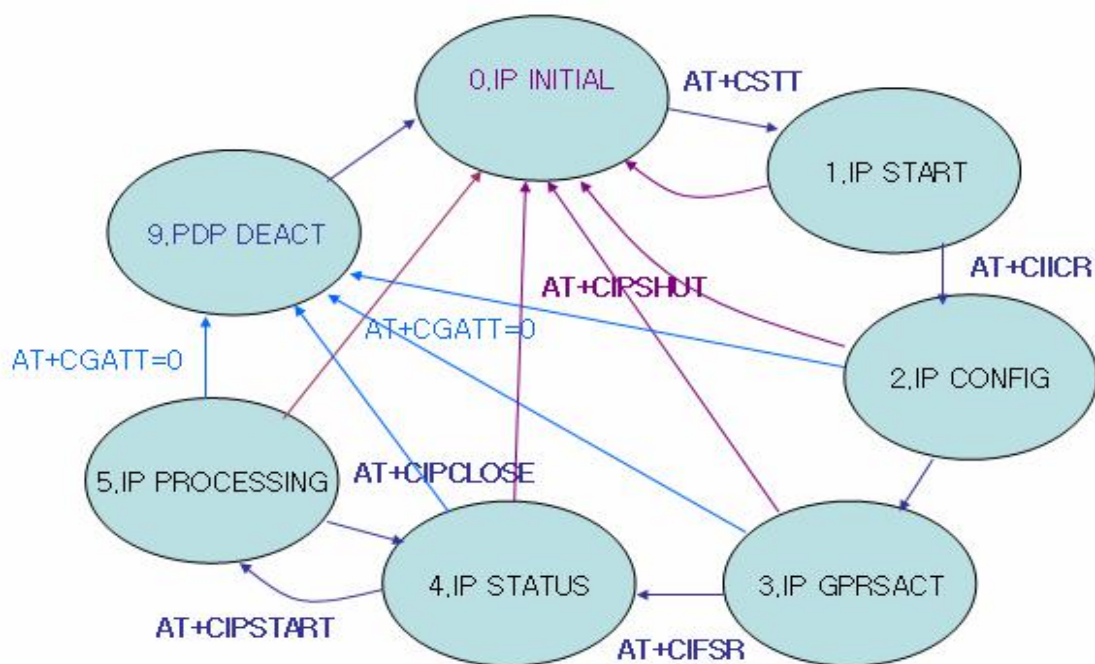 0,IP INITIAL
AT+CSTT
1,IP START
9,PDP DEACT
AT+CIICR
AT+CIPSHUT
AT+CGATT=0
AT+CGATT=0
2,IP CONFIG
5,IP PROCESSING
AT+CIPCLOSE
4,IP STATUS
3,IP GPRSACT
AT+CIPSTART
AT+CIFSR